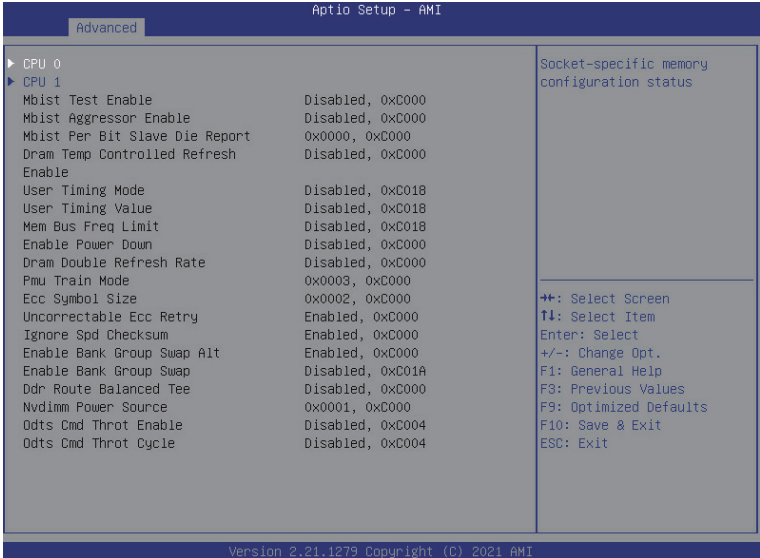 Aptio Setup – AMI
Advanced
▶ CPU 0
▶ CPU 1
Mbist Test Enable Disabled, 0xC000
Mbist Aggressor Enable Disabled, 0xC000
Mbist Per Bit Slave Die Report 0x0000, 0xC000
Dram Temp Controlled Refresh Disabled, 0xC000
Enable
User Timing Mode Disabled, 0xC018
User Timing Value Disabled, 0xC018
Mem Bus Freq Limit Disabled, 0xC018
Enable Power Down Disabled, 0xC000
Dram Double Refresh Rate Disabled, 0xC000
Pmu Train Mode 0x0003, 0xC000
Ecc Symbol Size 0x0002, 0xC000
Uncorrectable Ecc Retry Enabled, 0xC000
Ignore Spd Checksum Enabled, 0xC000
Enable Bank Group Swap Alt Enabled, 0xC000
Enable Bank Group Swap Disabled, 0xC01A
Ddr Route Balanced Tee Disabled, 0xC000
Nvdimm Power Source 0x0001, 0xC000
Odts Cmd Throt Enable Disabled, 0xC004
Odts Cmd Throt Cycle Disabled, 0xC004
Socket-specific memory
configuration status
→←: Select Screen
↑↓: Select Item
Enter: Select
+/-: Change Opt.
F1: General Help
F3: Previous Values
F9: Optimized Defaults
F10: Save & Exit
ESC: Exit
Version 2.21.1279 Copyright (C) 2021 AMI